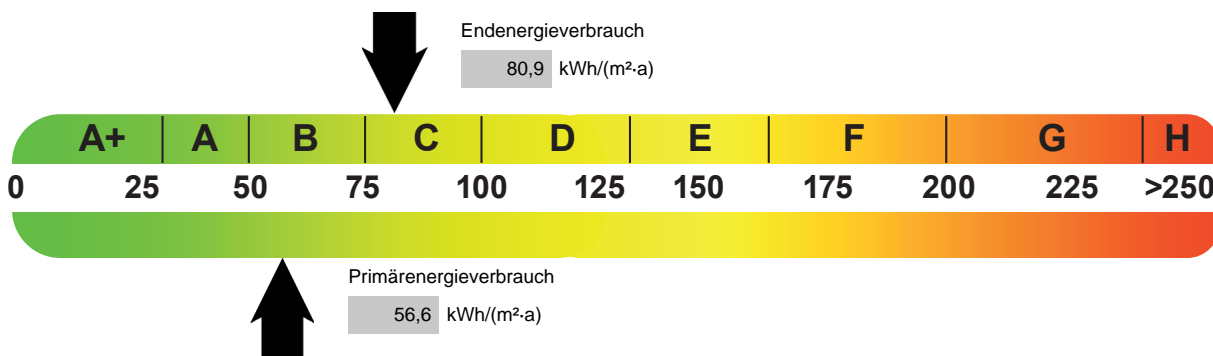 Endenergieverbrauch
80,9 kWh/(m²·a)
A+ A B C D E F G H
0 25 50 75 100 125 150 175 200 225 >250
Primärenergieverbrauch
56,6 kWh/(m²·a)